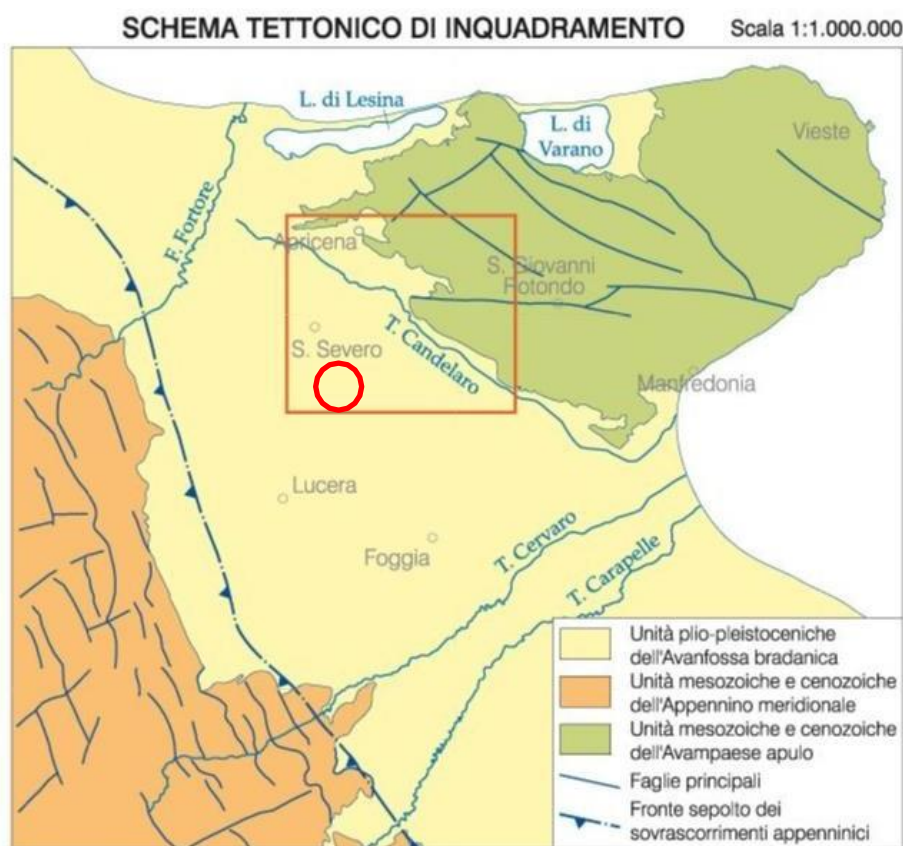 SCHEMA TETTONICO DI INQUADRAMENTO
Scala 1:1.000.000
L. di Lesina
L. di
Varano
Vieste
F. Fortore
Apricena
S. Giovanni
Rotondo
S. Severo
T. Candelaro
Manfredonia
Lucera
Foggia
T. Cervaro
T. Carapelle
Unità plio-pleistoceniche
dell'Avanfossa bradanica
Unità mesozoiche e cenozoiche
dell'Appennino meridionale
Unità mesozoiche e cenozoiche
dell'Avampaese apulo
Faglie principali
Fronte sepolto dei
sovrascorrimenti appenninici